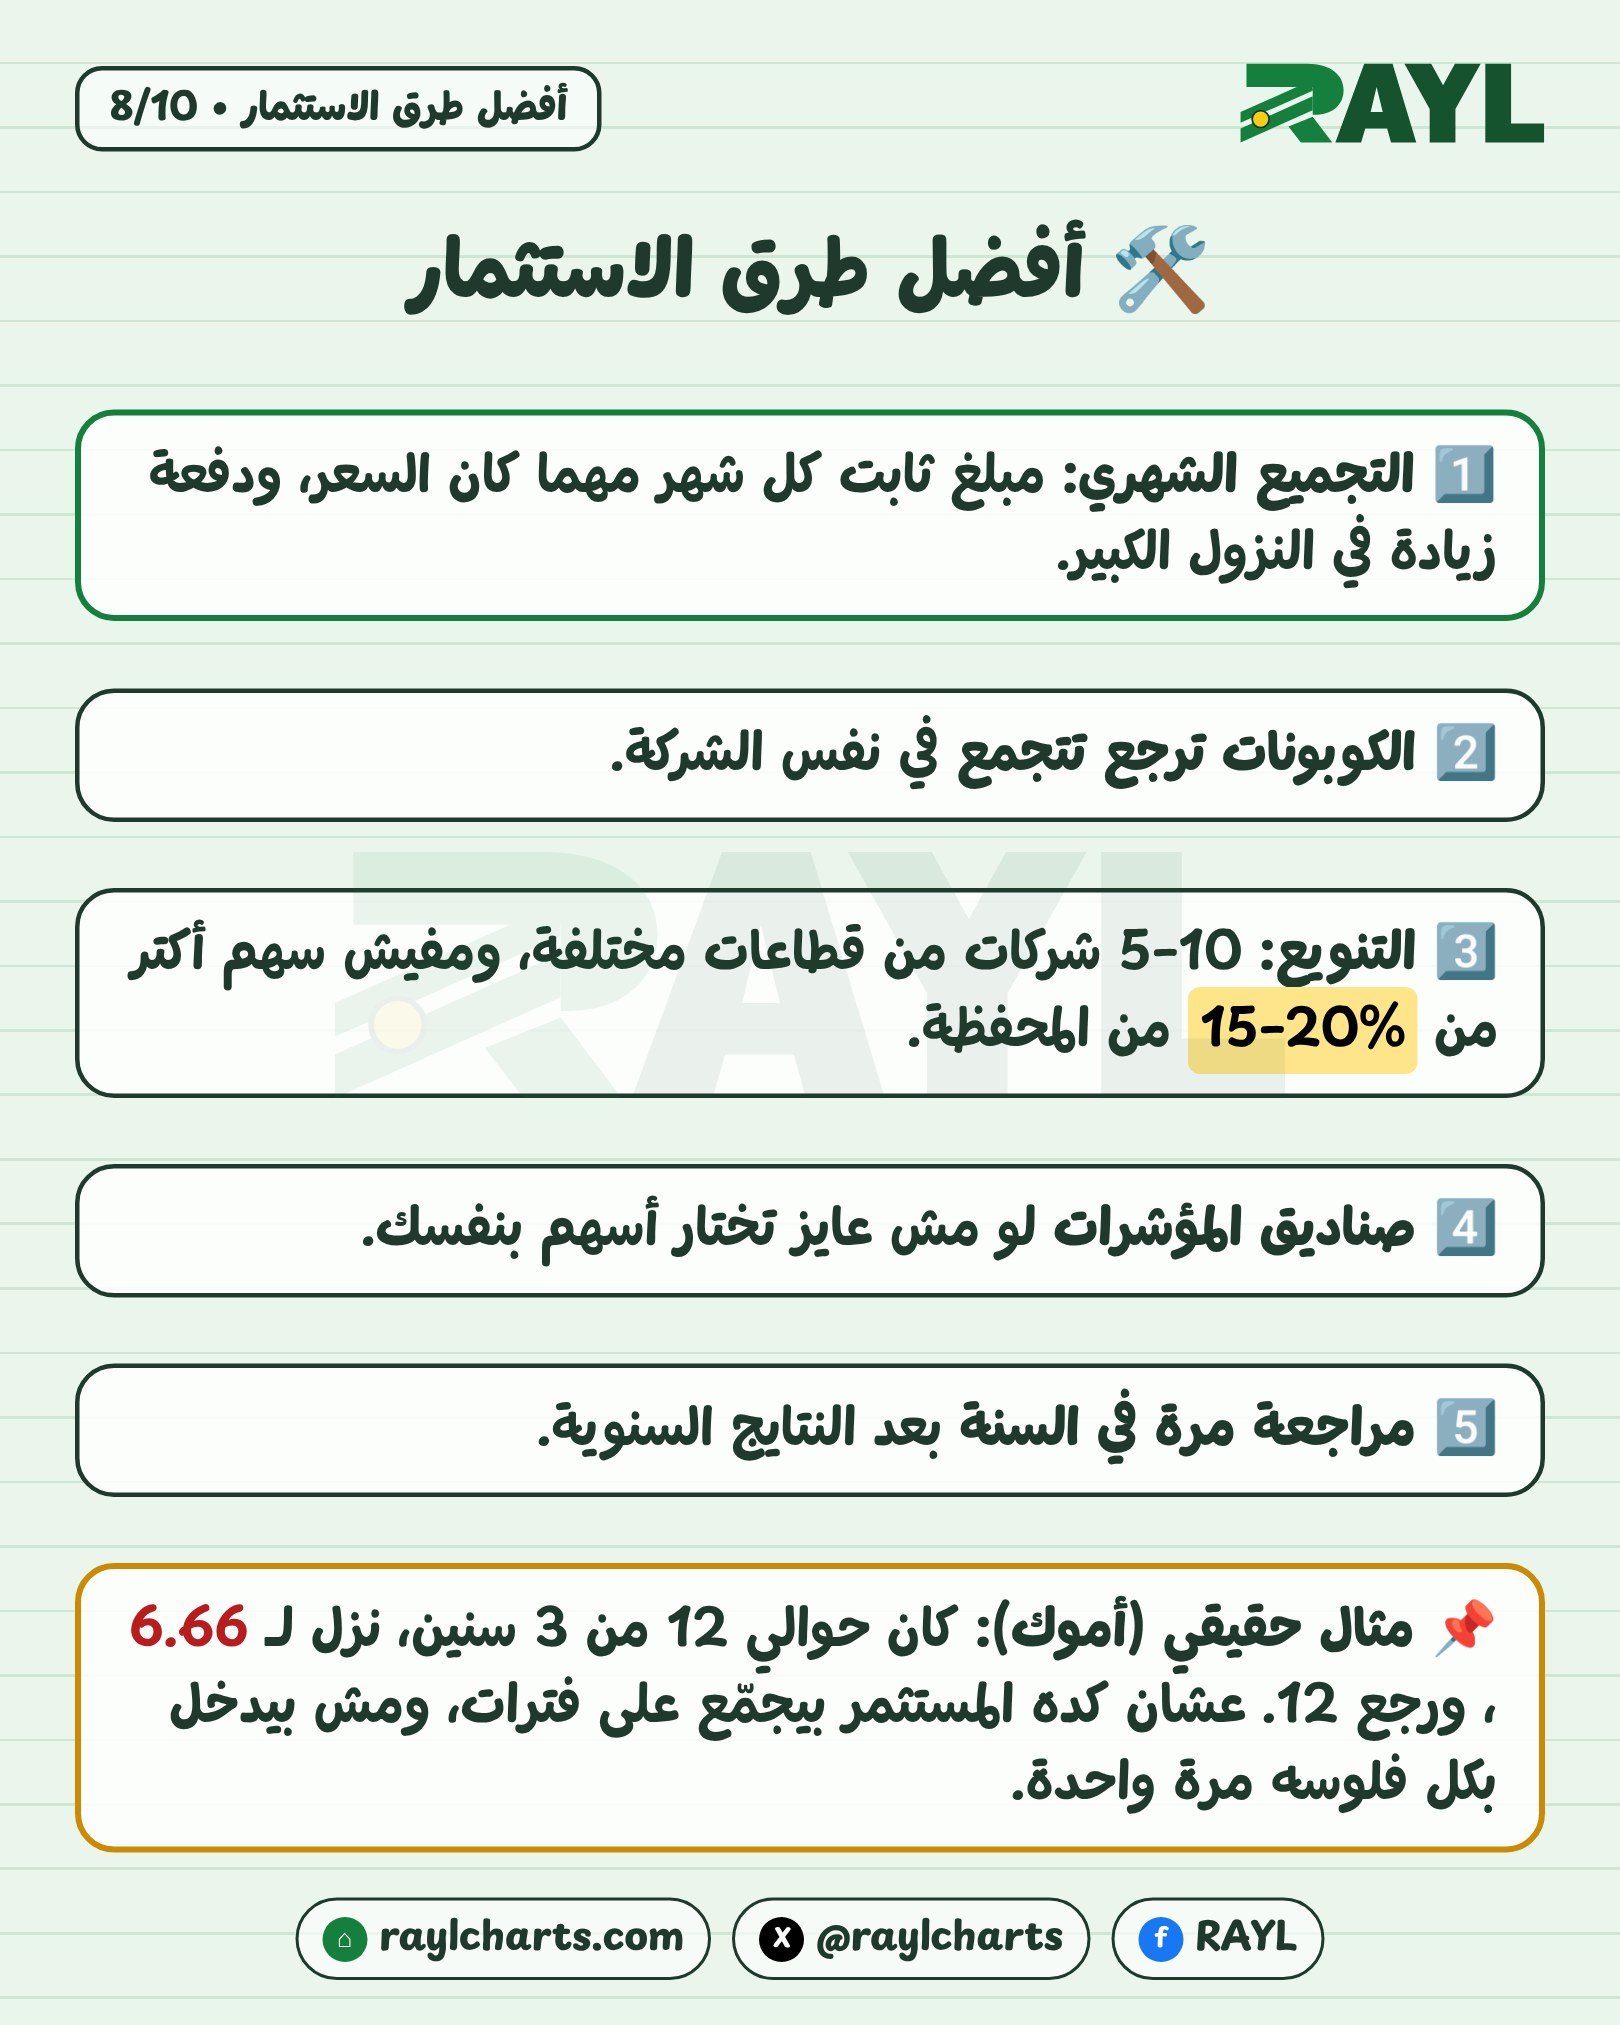 RAYL
أفضل طرق الاستثمار • 8/10
🛠️ أفضل طرق الاستثمار
1️⃣ التجميع الشهري: مبلغ ثابت كل شهر مهما كان السعر، ودفعة
زيادة في النزول الكبير.
2️⃣ الكوبونات ترجع تتجمع في نفس الشركة.
3️⃣ التنويع: 10-5 شركات من قطاعات مختلفة، ومفيش سهم أكتر
من 15-20% من المحفظة.
4️⃣ صناديق المؤشرات لو مش عايز تختار أسهم بنفسك.
5️⃣ مراجعة مرة في السنة بعد النتايج السنوية.
📌 مثال حقيقي (أموك): كان حوالي 12 من 3 سنين، نزل لـ 6.66
، ورجع 12. عشان كده المستثمر بيجمّع على فترات، ومش بيدخل
بكل فلوسه مرة واحدة.
raylcharts.com
X @raylcharts
f RAYL